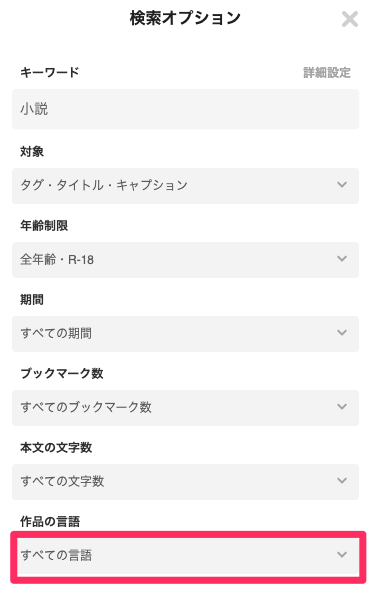 検索オプション
キーワード 詳細設定
小説
対象
タグ・タイトル・キャプション
年齢制限
全年齢・R-18
期間
すべての期間
ブックマーク数
すべてのブックマーク数
本文の文字数
すべての文字数
作品の言語
すべての言語